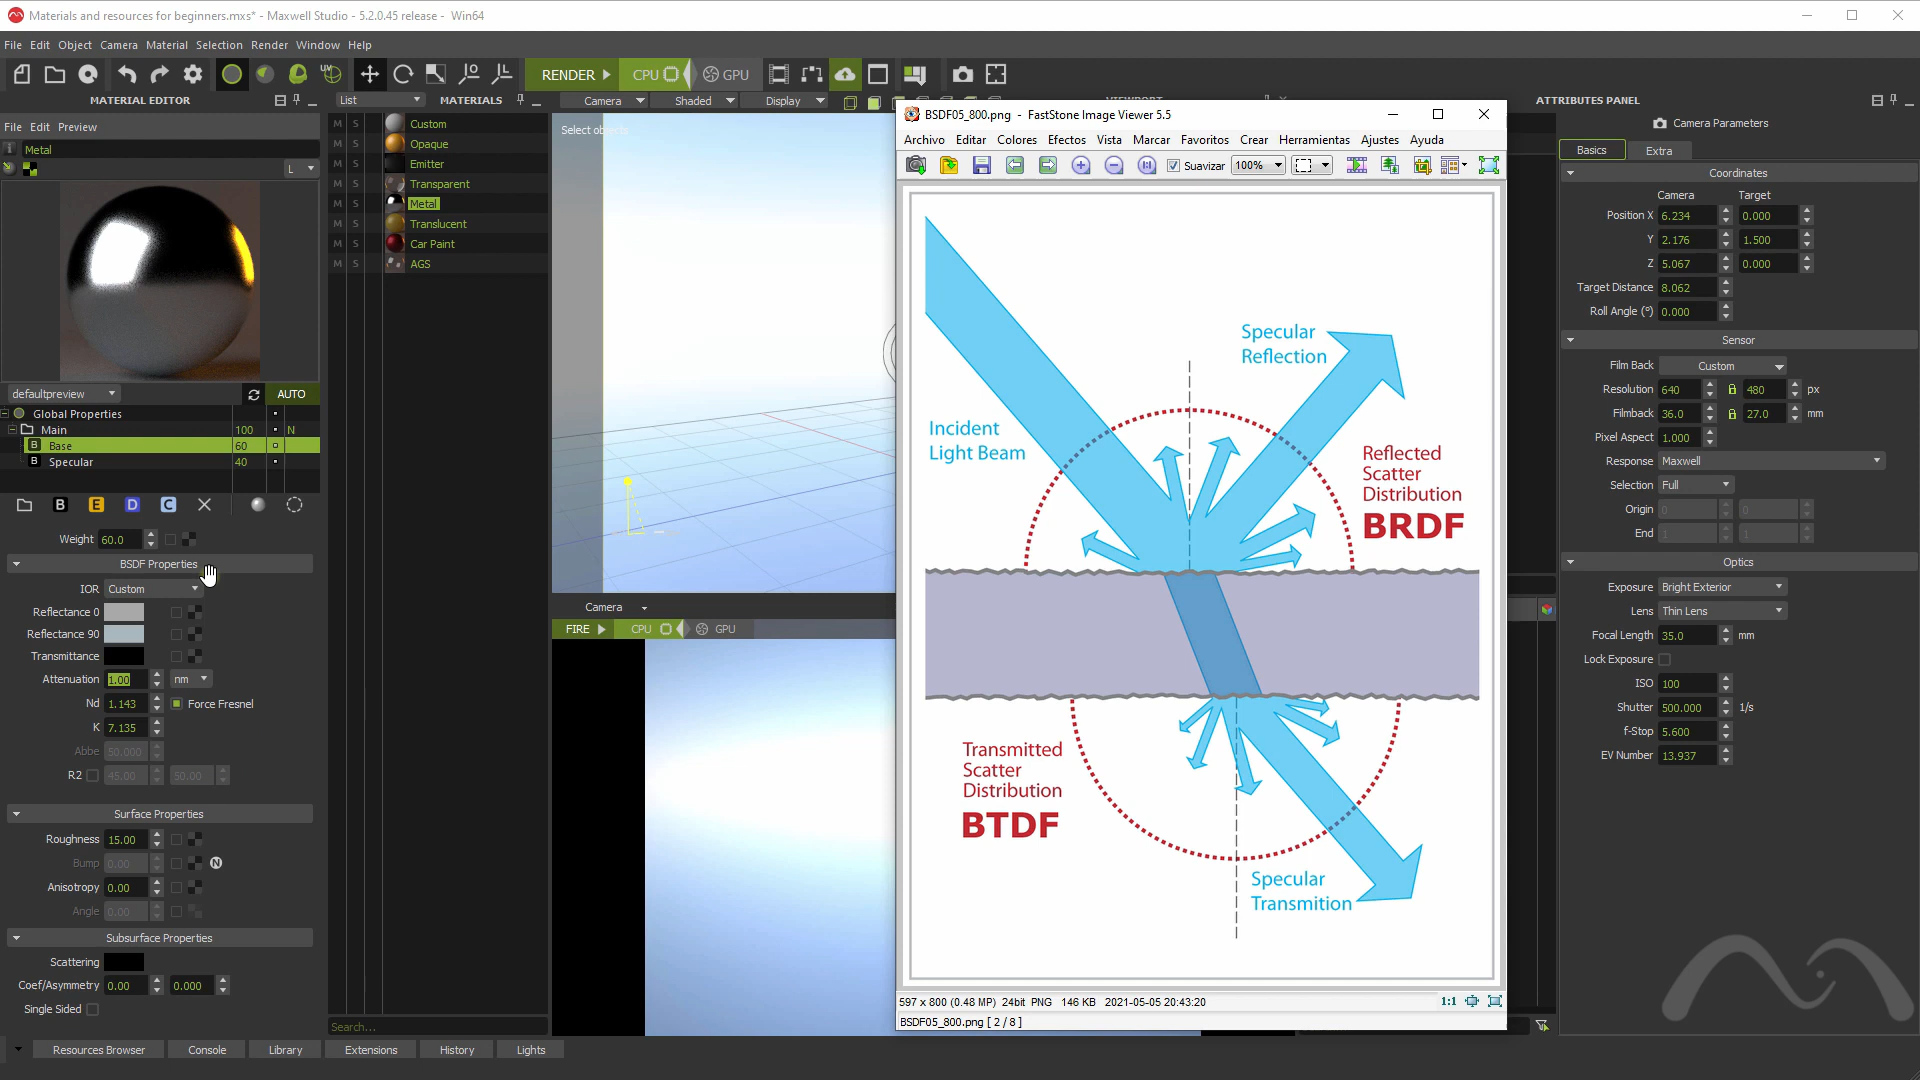 Materials and resources for beginners.mxs* - Maxwell Studio - 5.2.0.45 release - Win64
File Edit Object Camera Material Selection Render Window Help
RENDER CPU GPU
MATERIAL EDITOR
File Edit Preview
Metal
L
defaultpreview AUTO
Global Properties
Main 100 N
Base 60
Specular 40
B E D C
Weight 60.0
BSDF Properties
IOR Custom
Reflectance 0
Reflectance 90
Transmittance
Attenuation 1.00 nm
Nd 1.143 Force Fresnel
K 7.135
Abbe 50.000
R2 45.00 50.00
Surface Properties
Roughness 15.00
Bump 0.00 N
Anisotropy 0.00
Angle 0.00
Subsurface Properties
Scattering
Coef/Asymmetry 0.00 0.000
Single Sided
List MATERIALS
M S Custom
M S Opaque
M S Emitter
M S Transparent
M S Metal
M S Translucent
M S Car Paint
M S AGS
Search...
Camera Shaded Display
Select objects
Camera
FIRE CPU GPU
BSDF05_800.png - FastStone Image Viewer 5.5
Archivo Editar Colores Efectos Vista Marcar Favoritos Crear Herramientas Ajustes Ayuda
Suavizar 100%
Specular
Reflection
Incident
Light Beam
Reflected
Scatter
Distribution
BRDF
Transmitted
Scatter
Distribution
BTDF
Specular
Transmition
597 x 800 (0.48 MP) 24bit PNG 146 KB 2021-05-05 20:43:20 1:1
BSDF05_800.png [ 2 / 8 ]
ATTRIBUTES PANEL
Camera Parameters
Basics Extra
Coordinates
Camera Target
Position X 6.234 0.000
Y 2.176 1.500
Z 5.067 0.000
Target Distance 8.062
Roll Angle (º) 0.000
Sensor
Film Back Custom
Resolution 640 480 px
Filmback 36.0 27.0 mm
Pixel Aspect 1.000
Response Maxwell
Selection Full
Origin 0 0
End 1 1
Optics
Exposure Bright Exterior
Lens Thin Lens
Focal Length 35.0 mm
Lock Exposure
ISO 100
Shutter 500.000 1/s
f-Stop 5.600
EV Number 13.937
Resources Browser Console Library Extensions History Lights